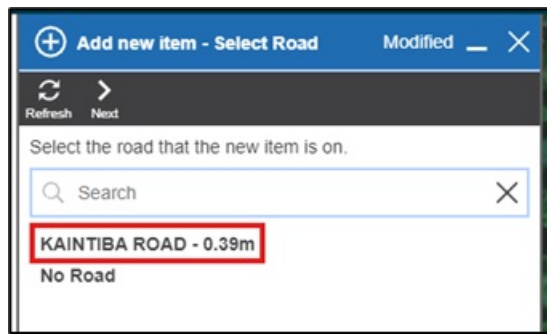 Add new item - Select Road Modified
Refresh Next
Select the road that the new item is on.
Search
KAINTIBA ROAD - 0.39m
No Road